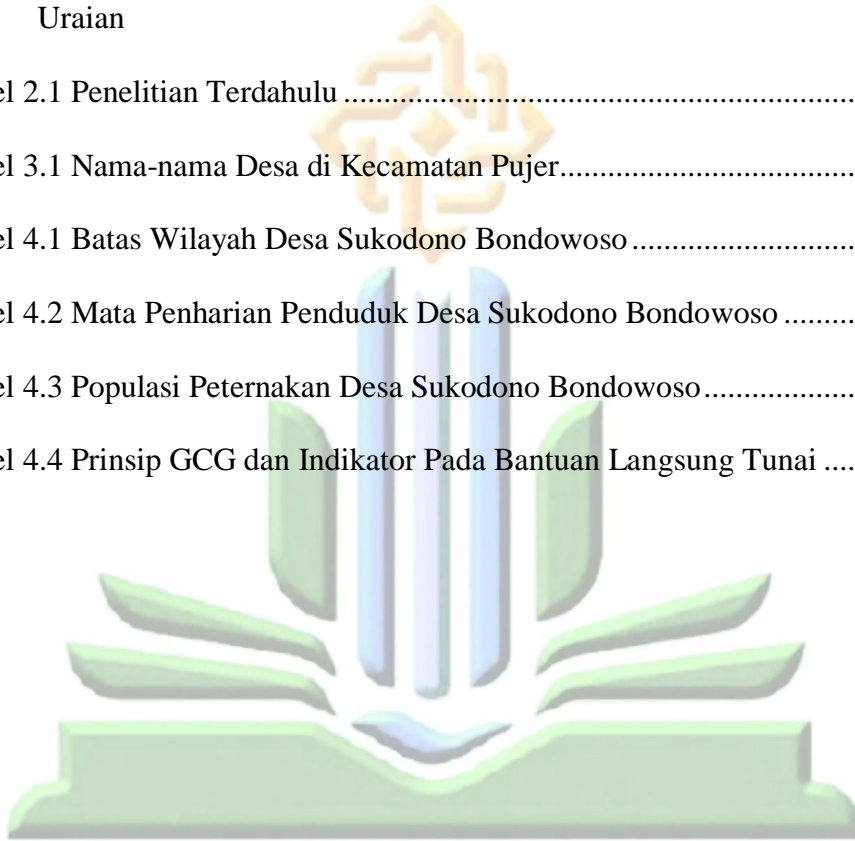 Uraian
el 2.1 Penelitian Terdahulu ................................................................
el 3.1 Nama-nama Desa di Kecamatan Pujer.....................................
el 4.1 Batas Wilayah Desa Sukodono Bondowoso ............................
el 4.2 Mata Penharian Penduduk Desa Sukodono Bondowoso .........
el 4.3 Populasi Peternakan Desa Sukodono Bondowoso...................
el 4.4 Prinsip GCG dan Indikator Pada Bantuan Langsung Tunai ....